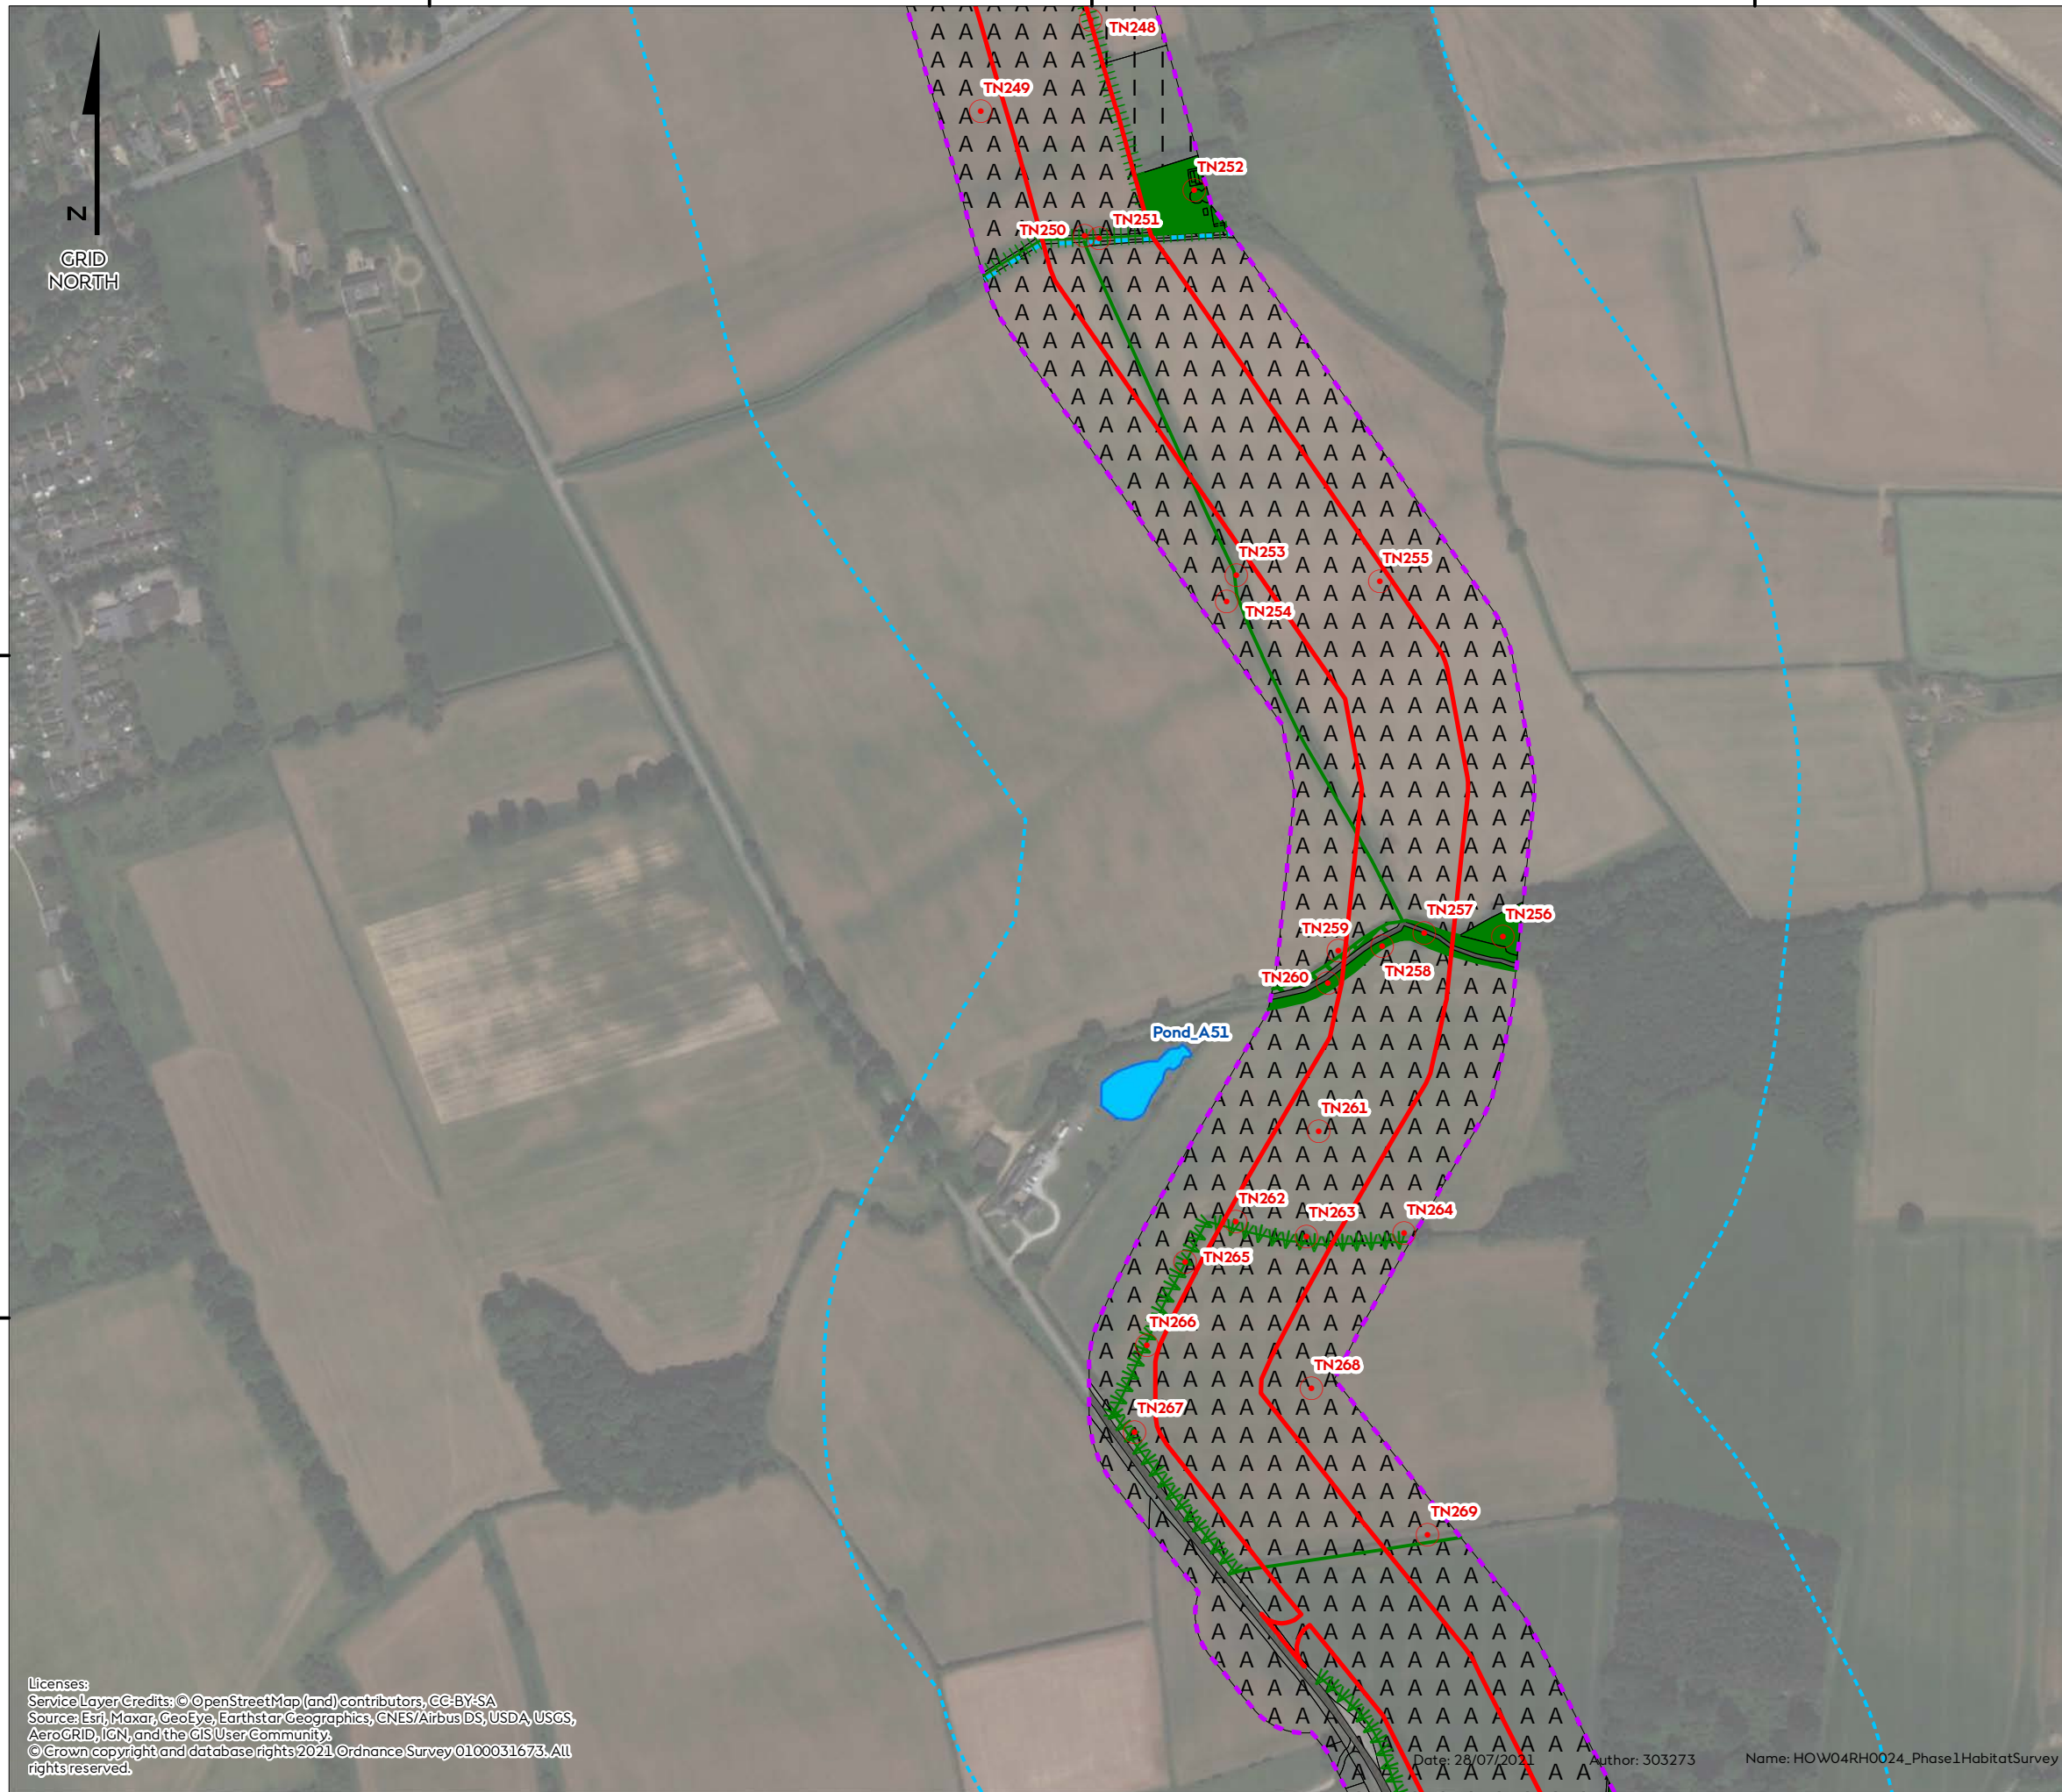 TN248
TN249
TN252
TN251
TN250
N
GRID
NORTH
TN253
TN255
TN254
TN257
TN256
TN259
TN258
TN260
Pond_A51
TN261
TN262
TN263
TN264
TN265
TN266
TN268
TN267
TN269
Licenses:
Service Layer Credits: © OpenStreetMap (and) contributors, CC-BY-SA
Source: Esri, Maxar, GeoEye, Earthstar Geographics, CNES/Airbus DS, USDA, USGS,
AeroGRID, IGN, and the GIS User Community.
© Crown copyright and database rights 2021 Ordnance Survey 0100031673. All
rights reserved.
Date: 28/07/2021 Author: 303273 Name: HOW04RH0024_Phase1HabitatSurvey